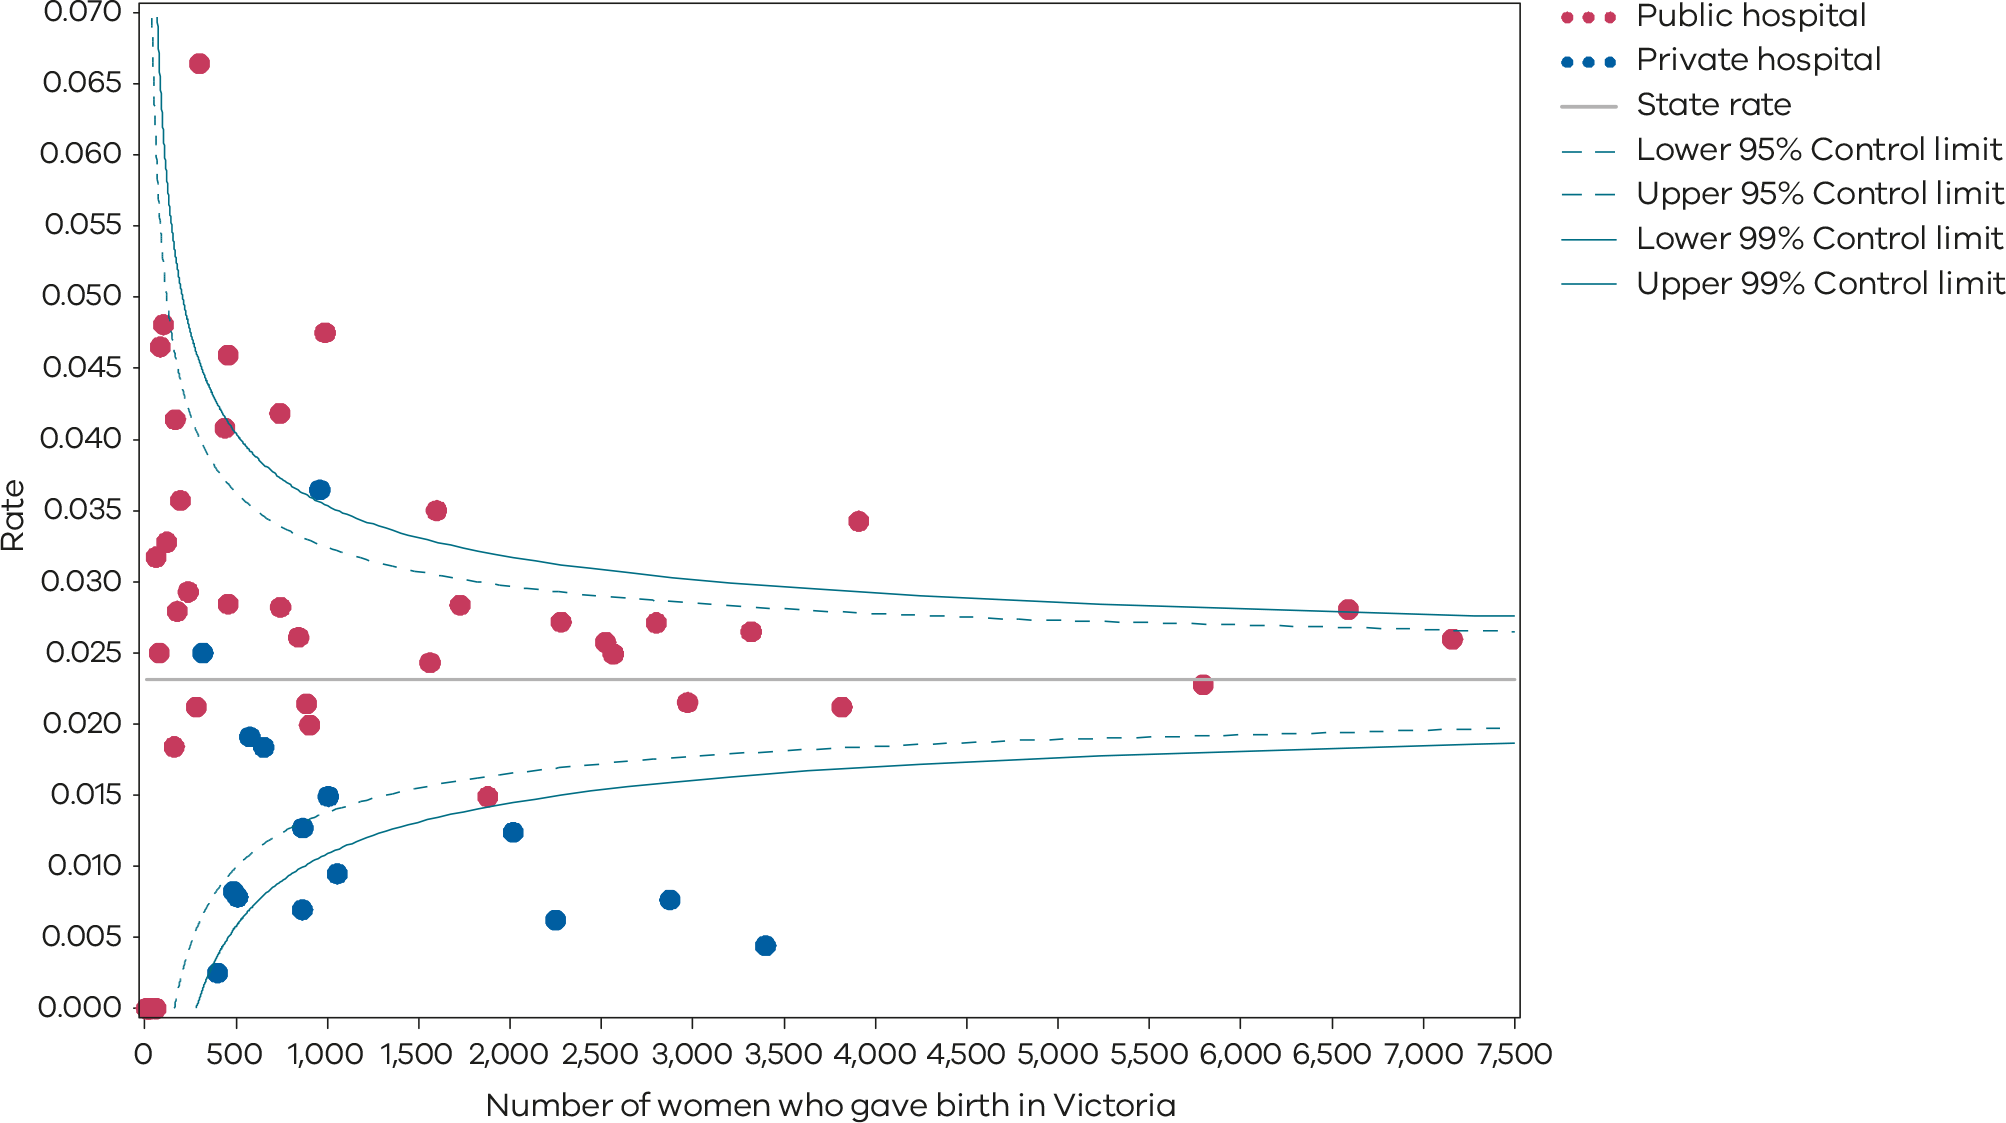 0.070
0.065
0.060
0.055
0.050
0.045
0.040
0.035
0.030
0.025
0.020
0.015
0.010
0.005
0.000
Rate
0 500 1,000 1,500 2,000 2,500 3,000 3,500 4,000 4,500 5,000 5,500 6,000 6,500 7,000 7,500
Number of women who gave birth in Victoria
Public hospital
Private hospital
State rate
Lower 95% Control limit
Upper 95% Control limit
Lower 99% Control limit
Upper 99% Control limit